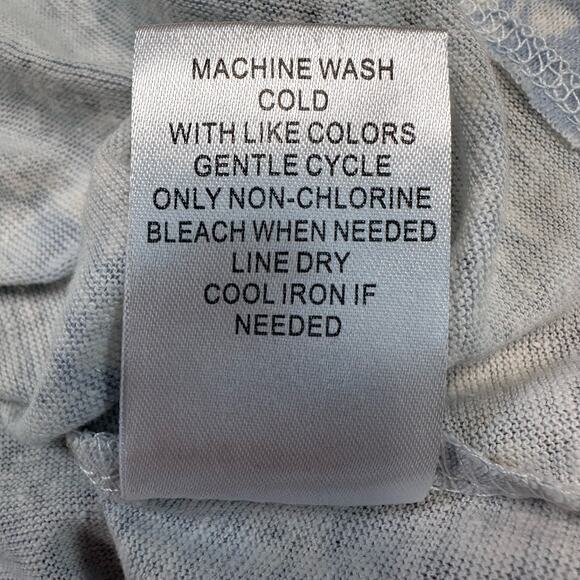 MACHINE WASH
COLD
WITH LIKE COLORS
GENTLE CYCLE
ONLY NON-CHLORINE
BLEACH WHEN NEEDED
LINE DRY
COOL IRON IF
NEEDED